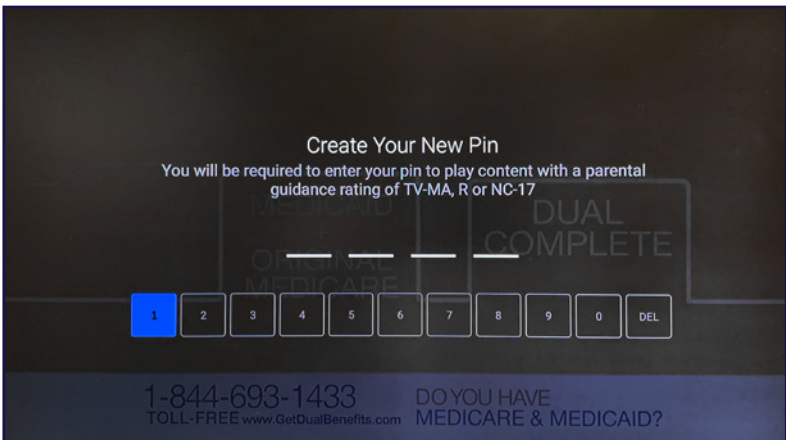 Create Your New Pin
You will be required to enter your pin to play content with a parental
guidance rating of TV-MA, R or NC-17
MEDICAID
DUAL
COMPLETE
ORIGINAL
MEDICARE
1 2 3 4 5 6 7 8 9 0 DEL
1-844-693-1433 DO YOU HAVE
TOLL-FREE www.GetDualBenefits.com MEDICARE & MEDICAID?